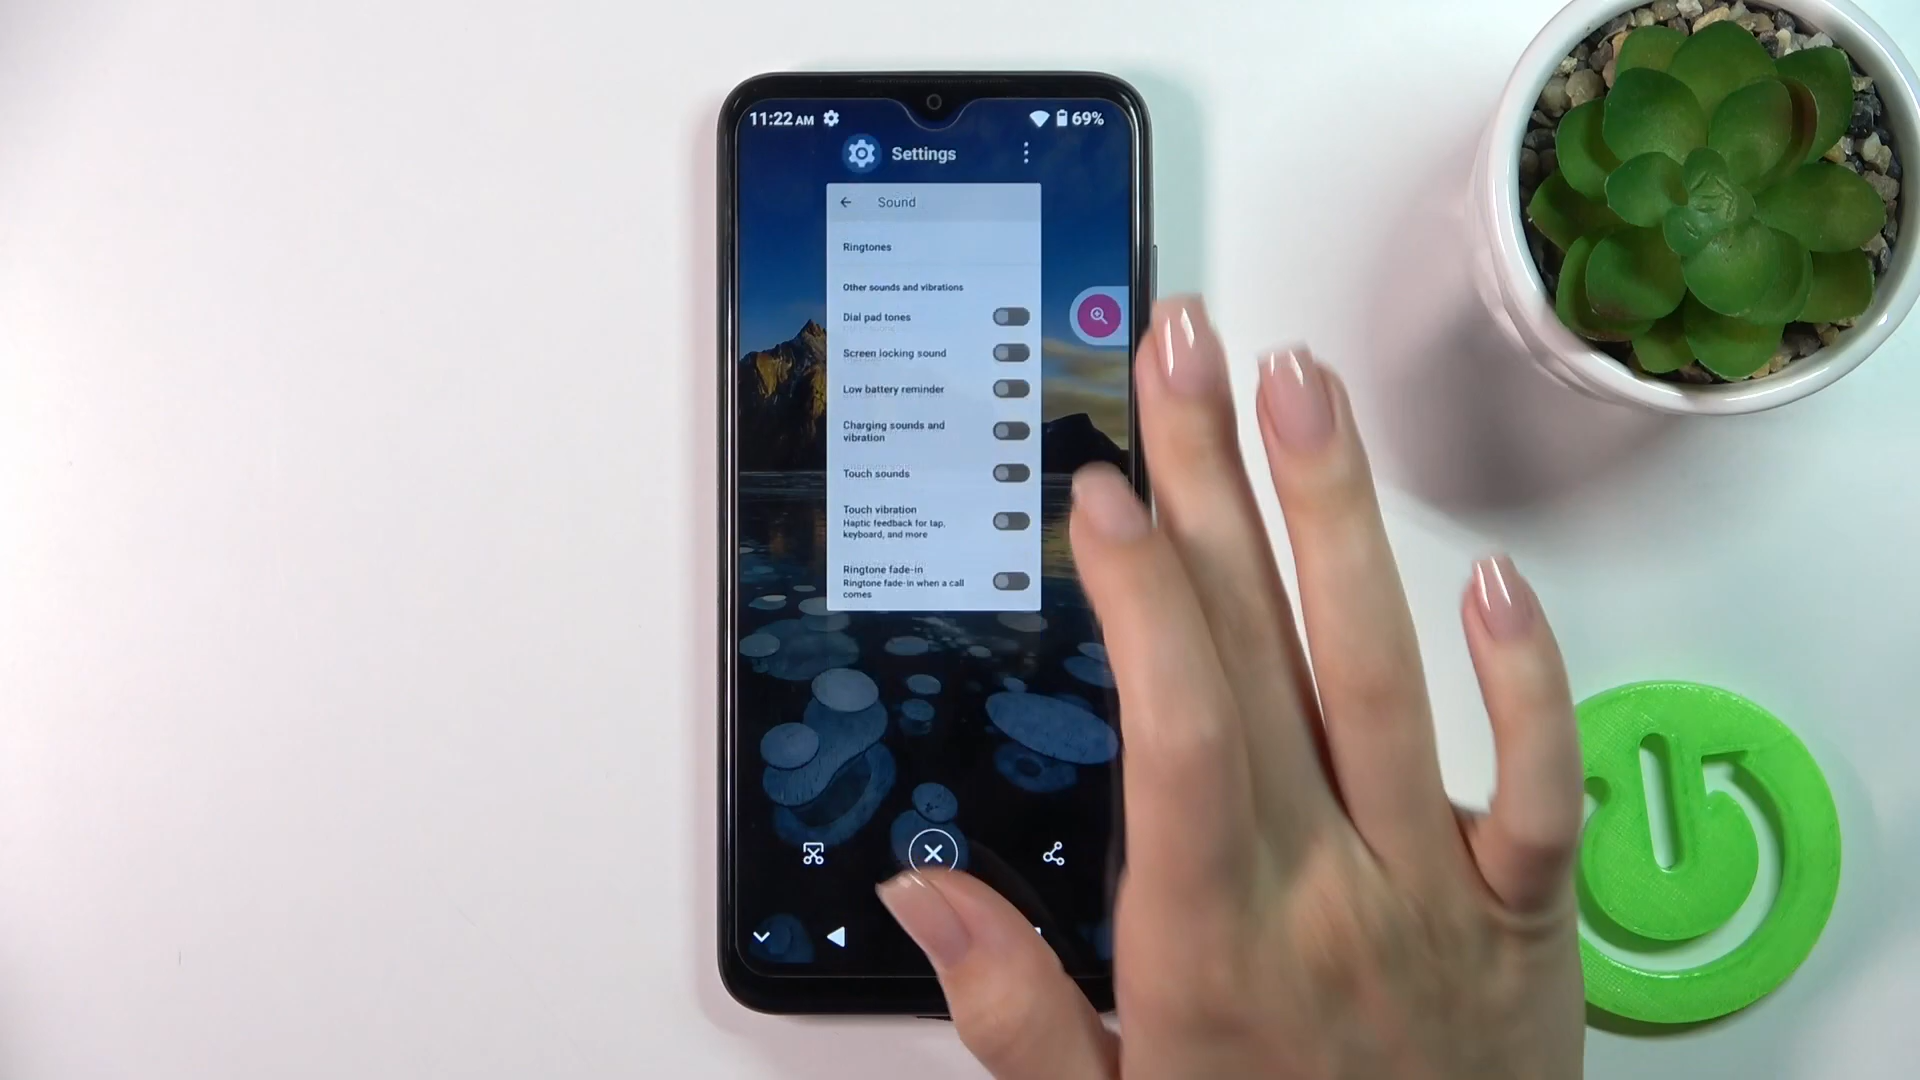 11:22 AM
69%
Settings
Sound
Ringtones
Other sounds and vibrations
Dial pad tones
Screen locking sound
Low battery reminder
Charging sounds and
vibration
Touch sounds
Touch vibration
Haptic feedback for tap,
keyboard, and more
Ringtone fade-in
Ringtone fade-in when a call
comes